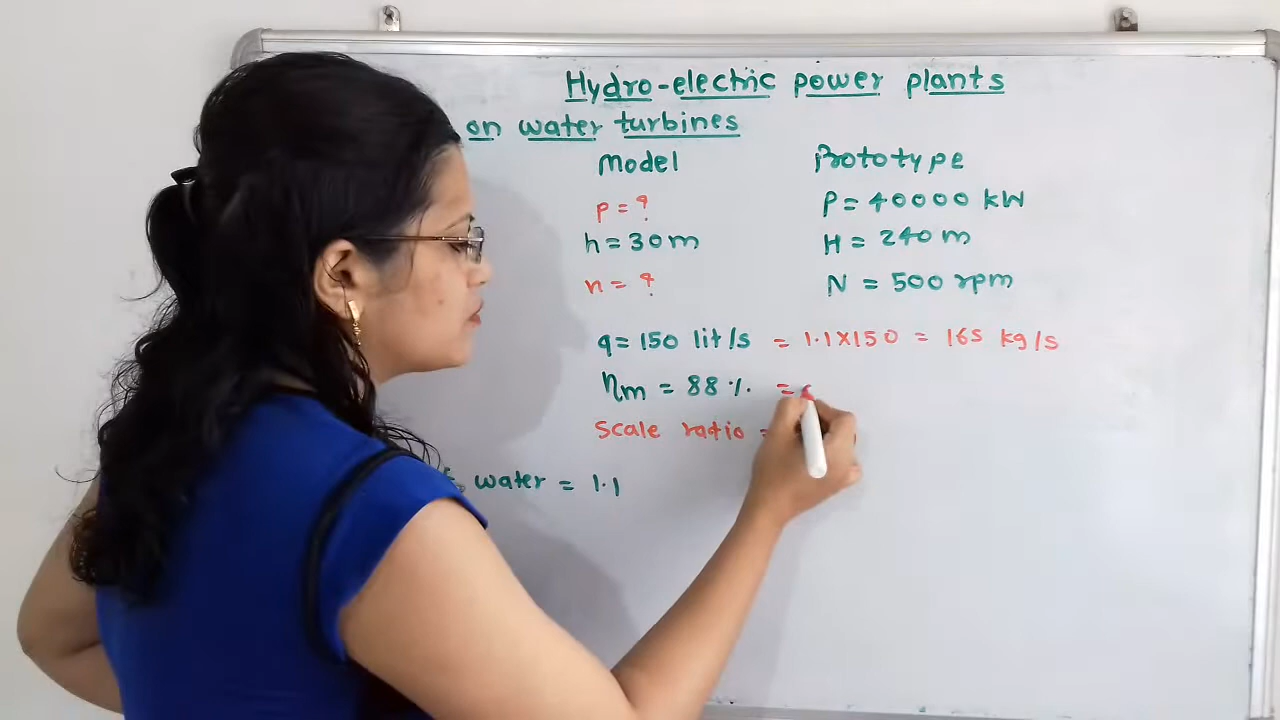 Hydro-electric power plants
on water turbines
Model Prototype
P = ? P = 40000 kW
h = 30 m H = 240 m
n = ? N = 500 rpm
q = 150 lit/s = 1.1x150 = 165 kg/s
ηm = 88 % =
Scale ratio =
water = 1.1